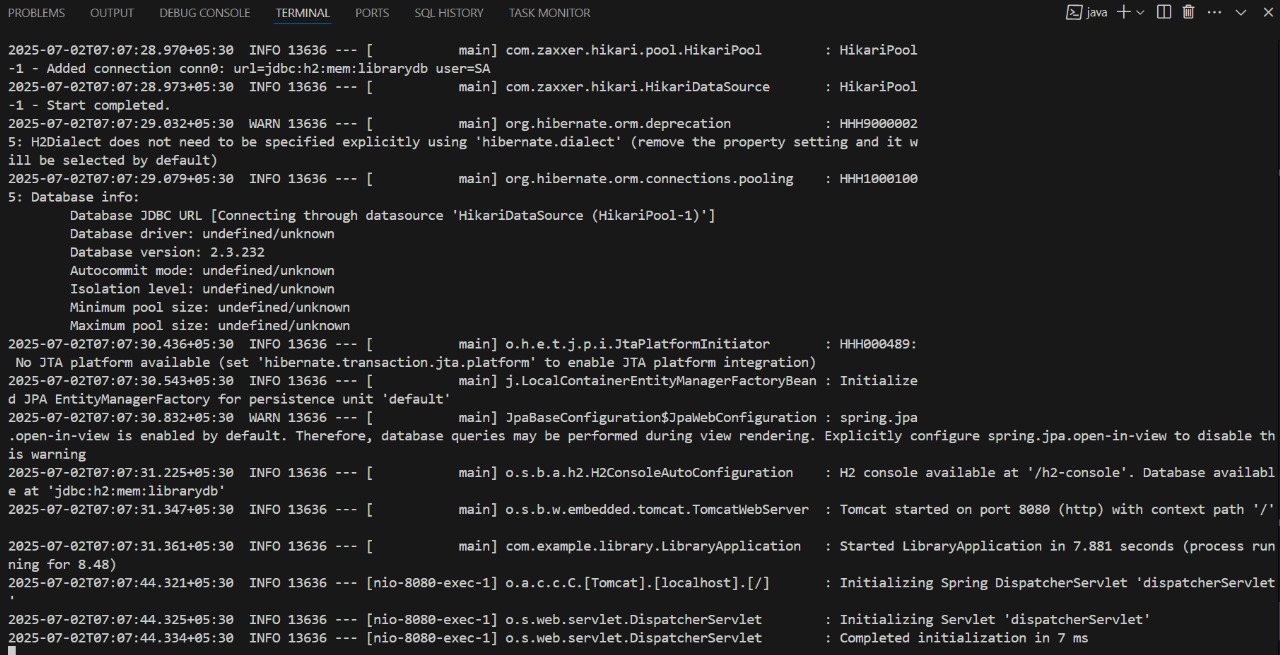 PROBLEMS OUTPUT DEBUG CONSOLE TERMINAL PORTS SQL HISTORY TASK MONITOR java
2025-07-02T07:07:28.970+05:30  INFO 13636 --- [           main] com.zaxxer.hikari.pool.HikariPool        : HikariPool
-1 - Added connection conn0: url=jdbc:h2:mem:librarydb user=SA
2025-07-02T07:07:28.973+05:30  INFO 13636 --- [           main] com.zaxxer.hikari.HikariDataSource       : HikariPool
-1 - Start completed.
2025-07-02T07:07:29.032+05:30  WARN 13636 --- [           main] org.hibernate.orm.deprecation            : HHH9000002
5: H2Dialect does not need to be specified explicitly using 'hibernate.dialect' (remove the property setting and it w
ill be selected by default)
2025-07-02T07:07:29.079+05:30  INFO 13636 --- [           main] org.hibernate.orm.connections.pooling    : HHH1000100
5: Database info:
        Database JDBC URL [Connecting through datasource 'HikariDataSource (HikariPool-1)']
        Database driver: undefined/unknown
        Database version: 2.3.232
        Autocommit mode: undefined/unknown
        Isolation level: undefined/unknown
        Minimum pool size: undefined/unknown
        Maximum pool size: undefined/unknown
2025-07-02T07:07:30.436+05:30  INFO 13636 --- [           main] o.h.e.t.j.p.i.JtaPlatformInitiator       : HHH000489:
 No JTA platform available (set 'hibernate.transaction.jta.platform' to enable JTA platform integration)
2025-07-02T07:07:30.543+05:30  INFO 13636 --- [           main] j.LocalContainerEntityManagerFactoryBean : Initialize
d JPA EntityManagerFactory for persistence unit 'default'
2025-07-02T07:07:30.832+05:30  WARN 13636 --- [           main] JpaBaseConfiguration$JpaWebConfiguration : spring.jpa
.open-in-view is enabled by default. Therefore, database queries may be performed during view rendering. Explicitly configure spring.jpa.open-in-view to disable th
is warning
2025-07-02T07:07:31.225+05:30  INFO 13636 --- [           main] o.s.b.a.h2.H2ConsoleAutoConfiguration    : H2 console available at '/h2-console'. Database availabl
e at 'jdbc:h2:mem:librarydb'
2025-07-02T07:07:31.347+05:30  INFO 13636 --- [           main] o.s.b.w.embedded.tomcat.TomcatWebServer  : Tomcat started on port 8080 (http) with context path '/'
2025-07-02T07:07:31.361+05:30  INFO 13636 --- [           main] com.example.library.LibraryApplication   : Started LibraryApplication in 7.881 seconds (process run
ning for 8.48)
2025-07-02T07:07:44.321+05:30  INFO 13636 --- [nio-8080-exec-1] o.a.c.c.C.[Tomcat].[localhost].[/]       : Initializing Spring DispatcherServlet 'dispatcherServlet
'
2025-07-02T07:07:44.325+05:30  INFO 13636 --- [nio-8080-exec-1] o.s.web.servlet.DispatcherServlet        : Initializing Servlet 'dispatcherServlet'
2025-07-02T07:07:44.334+05:30  INFO 13636 --- [nio-8080-exec-1] o.s.web.servlet.DispatcherServlet        : Completed initialization in 7 ms